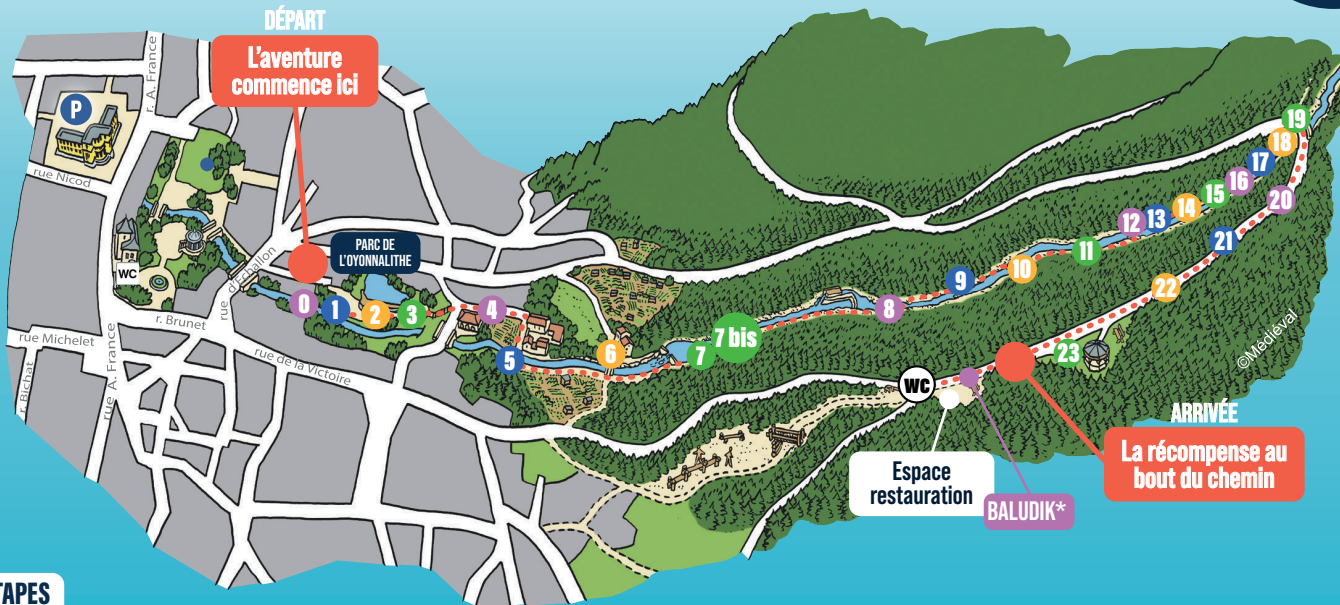 DÉPART
L'aventure
commence ici
P
r. A. France
rue Nicod
WC
rue d'échallon
PARC DE
L'OYONNALITHE
r. Brunet
rue Michelet
r. Bichat
rue A. France
rue de la Victoire
0
1
2
3
4
5
6
7
7 bis
8
9
10
11
12
13
14
15
16
17
18
19
20
21
22
23
WC
Espace
restauration
BALUDIK*
ARRIVÉE
La récompense au
bout du chemin
©Médiéval